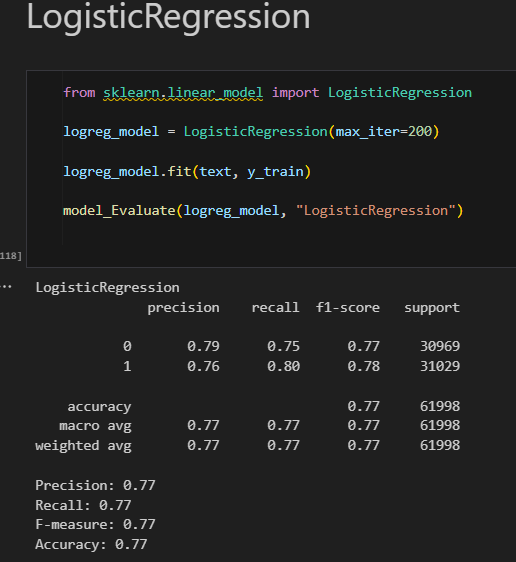 LogisticRegression
from sklearn.linear_model import LogisticRegression
logreg_model = LogisticRegression(max_iter=200)
logreg_model.fit(text, y_train)
model_Evaluate(logreg_model, "LogisticRegression")
118]
...
LogisticRegression
precision recall f1-score support
0 0.79 0.75 0.77 30969
1 0.76 0.80 0.78 31029
accuracy 0.77 61998
macro avg 0.77 0.77 0.77 61998
weighted avg 0.77 0.77 0.77 61998
Precision: 0.77
Recall: 0.77
F-measure: 0.77
Accuracy: 0.77